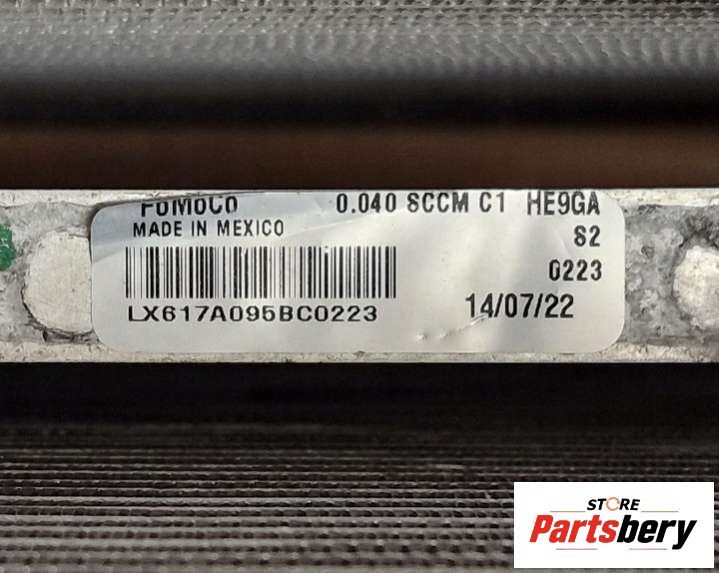 FoMoCo 0.040 SCCM C1 HE9GA
MADE IN MEXICO S2
0223
LX617A095BC0223 14/07/22
STORE
Partsbery